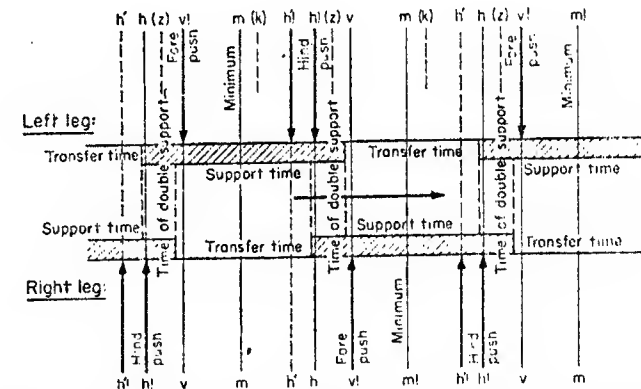 h' h (z) v! m (k) h! h! (z) v m (k) h' h (z) v! m!
Fore push
Minimum
Hind push
Fore push
Minimum
Left leg:
Transfer time
Support time
Transfer time
Support time
Time of double support
Time of double support
Time of double support
Support time
Transfer time
Support time
Transfer time
Right leg:
Hind push
Fore push
Minimum
Hind push
h'! h! v m h' h v! m! h'! h! v m